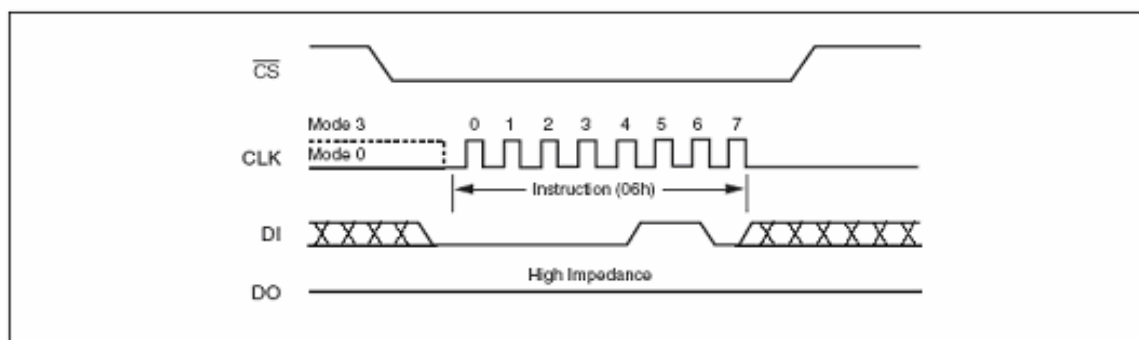 CS
Mode 3
0 1 2 3 4 5 6 7
CLK
Mode 0
Instruction (06h)
DI
High Impedance
DO